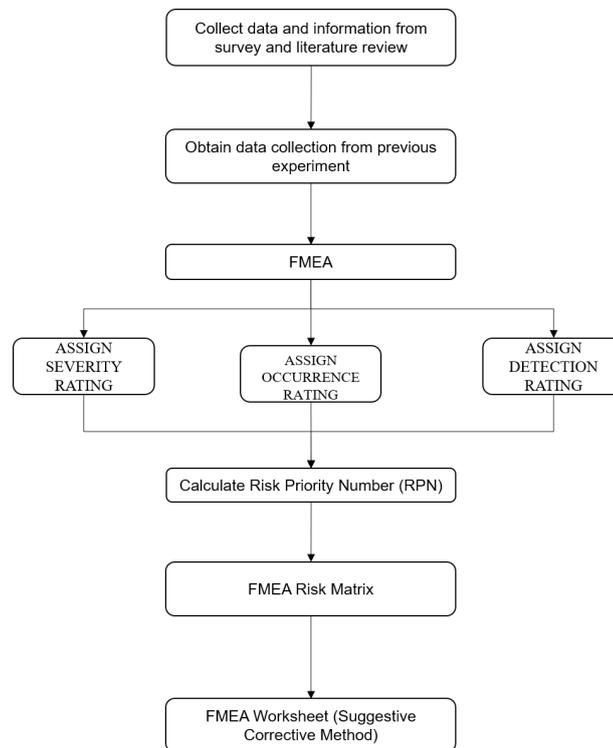 Collect data and information from
survey and literature review
Obtain data collection from previous
experiment
FMEA
ASSIGN
SEVERITY
RATING
ASSIGN
OCCURRENCE
RATING
ASSIGN
DETECTION
RATING
Calculate Risk Priority Number (RPN)
FMEA Risk Matrix
FMEA Worksheet (Suggestive
Corrective Method)